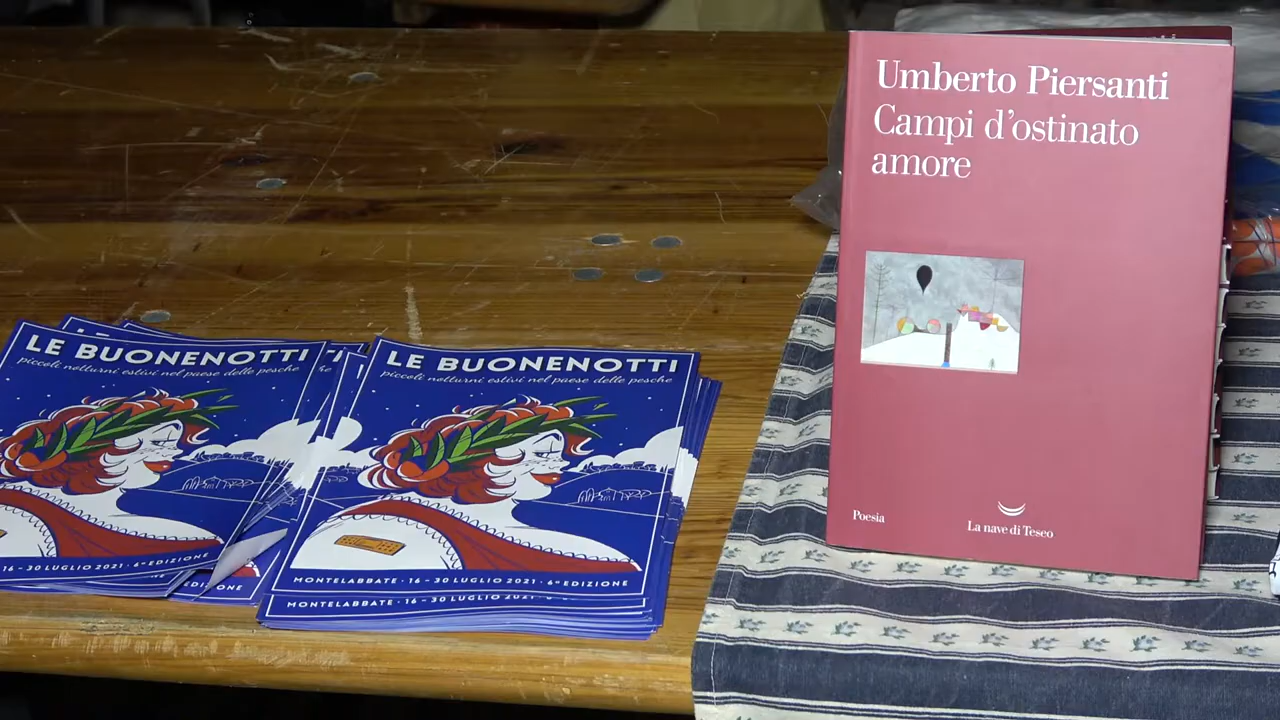 LE BUONENOTTI
piccoli notturni estivi nel paese delle pesche
16 - 30 LUGLIO 2021 · 6ª EDIZIONE
LE BUONENOTTI
piccoli notturni estivi nel paese delle pesche
MONTELABBATE · 16 - 30 LUGLIO 2021 · 6ª EDIZIONE
MONTELABBATE · 16 - 30 LUGLIO 2021 · 6ª EDIZIONE
Umberto Piersanti
Campi d'ostinato
amore
Poesia
La nave di Teseo